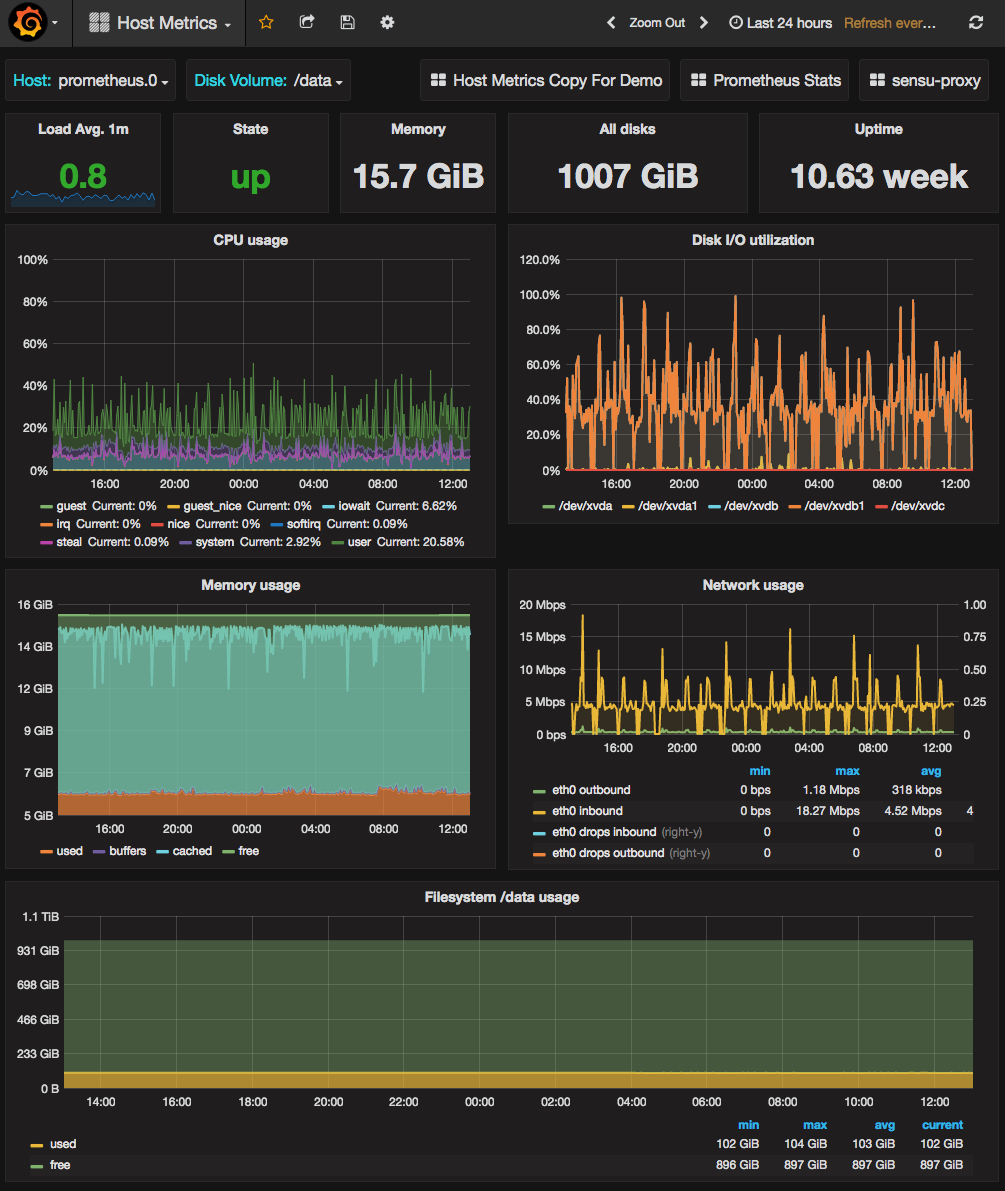 Host Metrics
Zoom Out Last 24 hours Refresh ever...
Host: prometheus.0 Disk Volume: /data Host Metrics Copy For Demo Prometheus Stats sensu-proxy
Load Avg. 1m State Memory All disks Uptime
0.8 up 15.7 GiB 1007 GiB 10.63 week
CPU usage
100%
80%
60%
40%
20%
0%
16:00 20:00 00:00 04:00 08:00 12:00
guest Current: 0% guest_nice Current: 0% iowait Current: 6.62%
irq Current: 0% nice Current: 0% softirq Current: 0.09%
steal Current: 0.09% system Current: 2.92% user Current: 20.58%
Disk I/O utilization
120.0%
100.0%
80.0%
60.0%
40.0%
20.0%
0%
16:00 20:00 00:00 04:00 08:00 12:00
/dev/xvda /dev/xvda1 /dev/xvdb /dev/xvdb1 /dev/xvdc
Memory usage
16 GiB
14 GiB
12 GiB
9 GiB
7 GiB
5 GiB
16:00 20:00 00:00 04:00 08:00 12:00
used buffers cached free
Network usage
20 Mbps 1.00
15 Mbps 0.75
10 Mbps 0.50
5 Mbps 0.25
0 bps 0
16:00 20:00 00:00 04:00 08:00 12:00
min max avg
eth0 outbound 0 bps 1.18 Mbps 318 kbps
eth0 inbound 0 bps 18.27 Mbps 4.52 Mbps 4
eth0 drops inbound (right-y) 0 0 0
eth0 drops outbound (right-y) 0 0 0
Filesystem /data usage
1.1 TiB
931 GiB
698 GiB
466 GiB
233 GiB
0 B
14:00 16:00 18:00 20:00 22:00 00:00 02:00 04:00 06:00 08:00 10:00 12:00
min max avg current
used 102 GiB 104 GiB 103 GiB 102 GiB
free 896 GiB 897 GiB 897 GiB 897 GiB